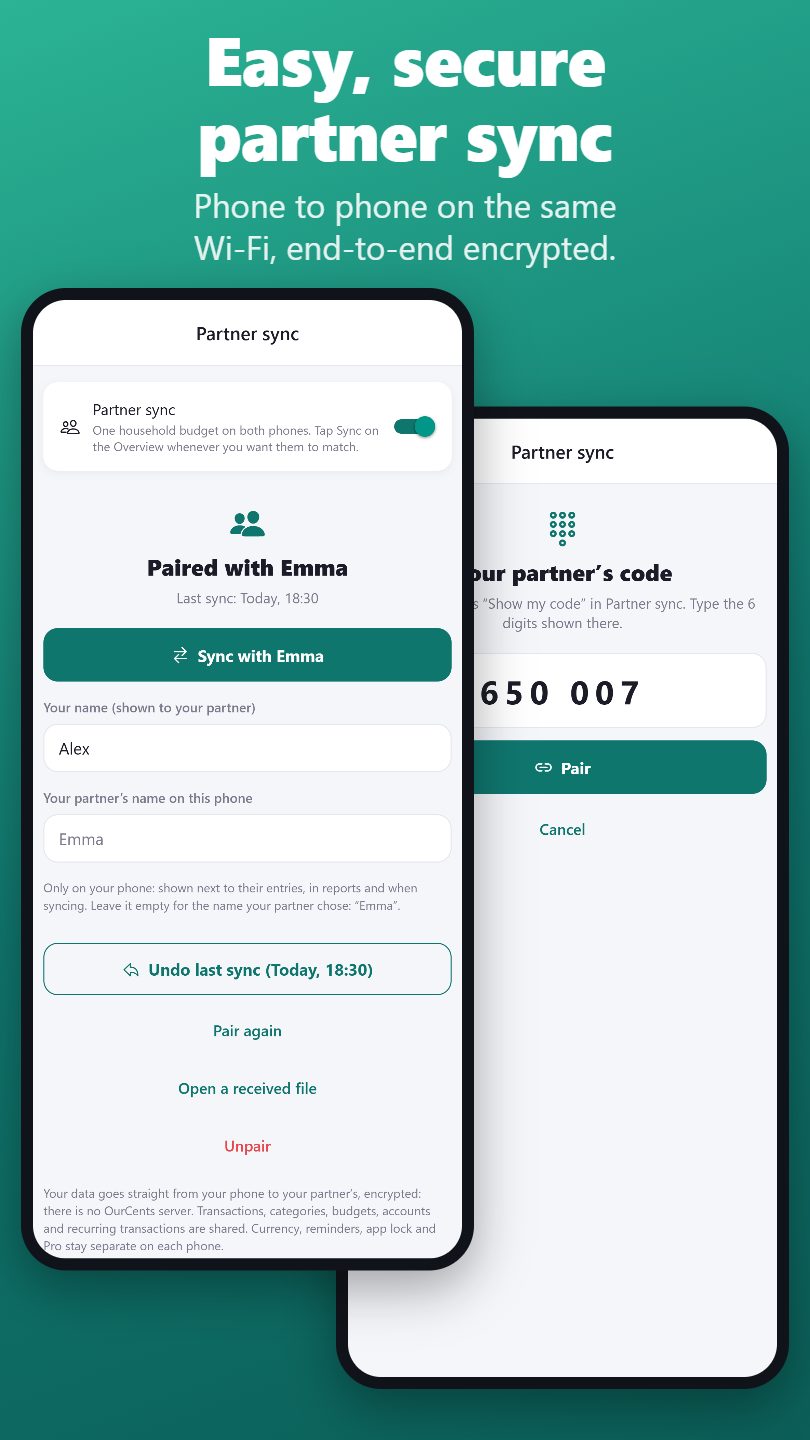 Easy, secure
partner sync
Phone to phone on the same
Wi-Fi, end-to-end encrypted.
Partner sync
Partner sync
One household budget on both phones. Tap Sync on
the Overview whenever you want them to match.
Paired with Emma
Last sync: Today, 18:30
Sync with Emma
Your name (shown to your partner)
Alex
Your partner’s name on this phone
Emma
Only on your phone: shown next to their entries, in reports and when
syncing. Leave it empty for the name your partner chose: “Emma”.
Undo last sync (Today, 18:30)
Pair again
Open a received file
Unpair
Your data goes straight from your phone to your partner’s, encrypted:
there is no OurCents server. Transactions, categories, budgets, accounts
and recurring transactions are shared. Currency, reminders, app lock and
Pro stay separate on each phone.
Partner sync
partner’s code
“Show my code” in Partner sync. Type the 6
digits shown there.
650 007
Pair
Cancel